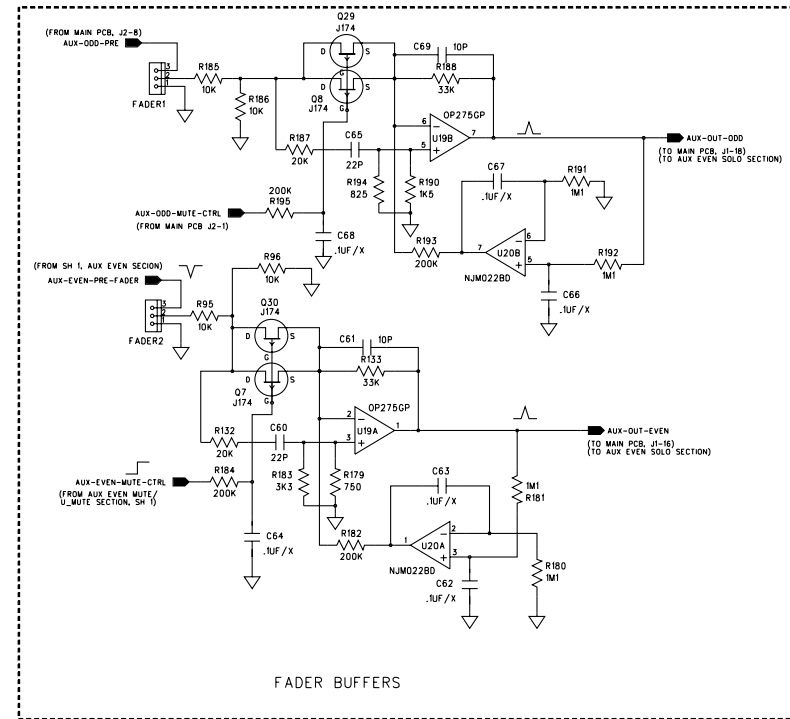 Q29
J174
(FROM MAIN PCB, J2-8)
AUX-ODD-PRE
C69
10P
D
S
R188
33K
3
2
1
R185
10K
G
D
S
FADER1
R186
10K
Q8
J174
G
OP275GP
6
5
7
U19B
AUX-OUT-ODD
(TO MAIN PCB, J1-18)
(TO AUX EVEN SOLO SECTION)
R187
20K
C65
22P
C67
.1UF/X
R191
1M1
R194
825
R190
1K5
200K
R195
AUX-ODD-MUTE-CTRL
(FROM MAIN PCB J2-1)
C68
.1UF/X
R193
200K
7
U20B
6
5
NJM022BD
R192
1M1
C66
.1UF/X
(FROM SH 1, AUX EVEN SECION)
AUX-EVEN-PRE-FADER
R96
10K
3
2
1
R95
10K
FADER2
Q30
J174
D
S
G
C61
10P
R133
33K
D
S
Q7
J174
G
OP275GP
2
3
1
U19A
AUX-OUT-EVEN
(TO MAIN PCB, J1-16)
(TO AUX EVEN SOLO SECTION)
R132
20K
C60
22P
R183
3K3
R179
750
AUX-EVEN-MUTE-CTRL
(FROM AUX EVEN MUTE/
U_MUTE SECTION, SH 1)
R184
200K
C63
.1UF/X
1M1
R181
C64
.1UF/X
R182
200K
1
U20A
2
3
NJM022BD
C62
.1UF/X
R180
1M1
FADER BUFFERS